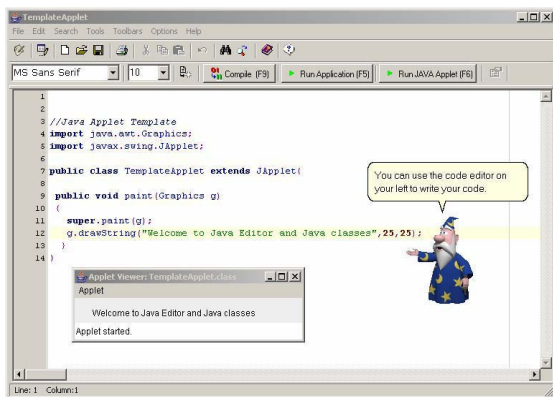 TemplateApplet
File Edit Search Tools Toolbars Options Help
MS Sans Serif 10 Compile (F9) Run Application (F5) Run JAVA Applet (F6)
1
2
3 //Java Applet Template
4 import java.awt.Graphics;
5 import javax.swing.JApplet;
6
7 public class TemplateApplet extends JApplet{
8
9 public void paint(Graphics g)
10 {
11 super.paint(g);
12 g.drawString("Welcome to Java Editor and Java classes",25,25);
13 }
14 }
You can use the code editor on
your left to write your code.
Applet Viewer: TemplateApplet.class
Applet
Welcome to Java Editor and Java classes
Applet started.
Line: 1 Column:1